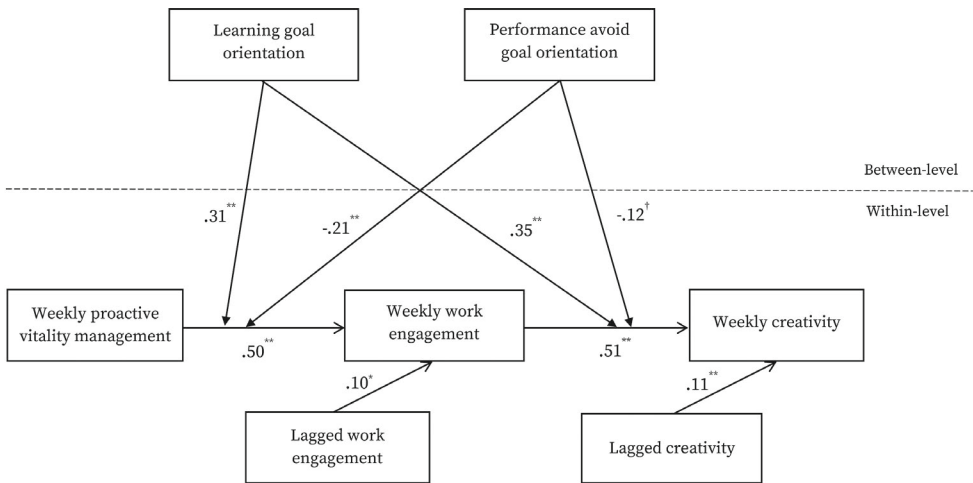 Learning goal
orientation
Performance avoid
goal orientation
Between-level
Within-level
.31**
-.21**
.35**
-.12†
Weekly proactive
vitality management
Weekly work
engagement
Weekly creativity
.50**
.51**
.10*
.11**
Lagged work
engagement
Lagged creativity